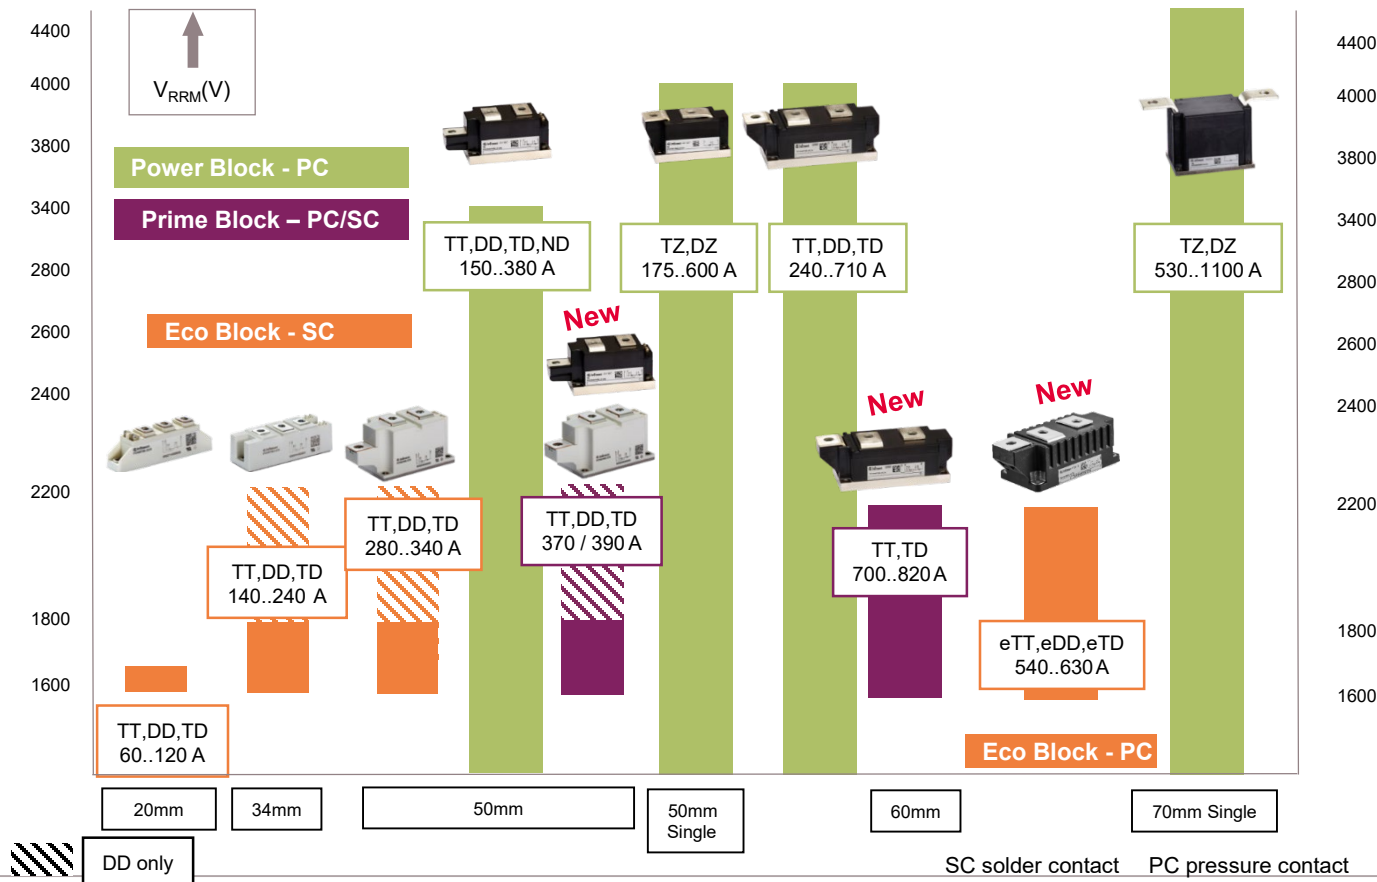 4400
4000
3800
3400
2800
2600
2400
2200
1800
1600
VRRM(V)
Power Block - PC
Prime Block – PC/SC
Eco Block - SC
TT,DD,TD,ND
150..380 A
TZ,DZ
175..600 A
TT,DD,TD
240..710 A
TZ,DZ
530..1100 A
New
New
New
TT,DD,TD
280..340 A
TT,DD,TD
370 / 390 A
TT,DD,TD
140..240 A
TT,TD
700..820 A
eTT,eDD,eTD
540..630 A
TT,DD,TD
60..120 A
Eco Block - PC
4400
4000
3800
3400
2800
2600
2400
2200
1800
1600
20mm
34mm
50mm
50mm
Single
60mm
70mm Single
DD only
SC solder contact PC pressure contact